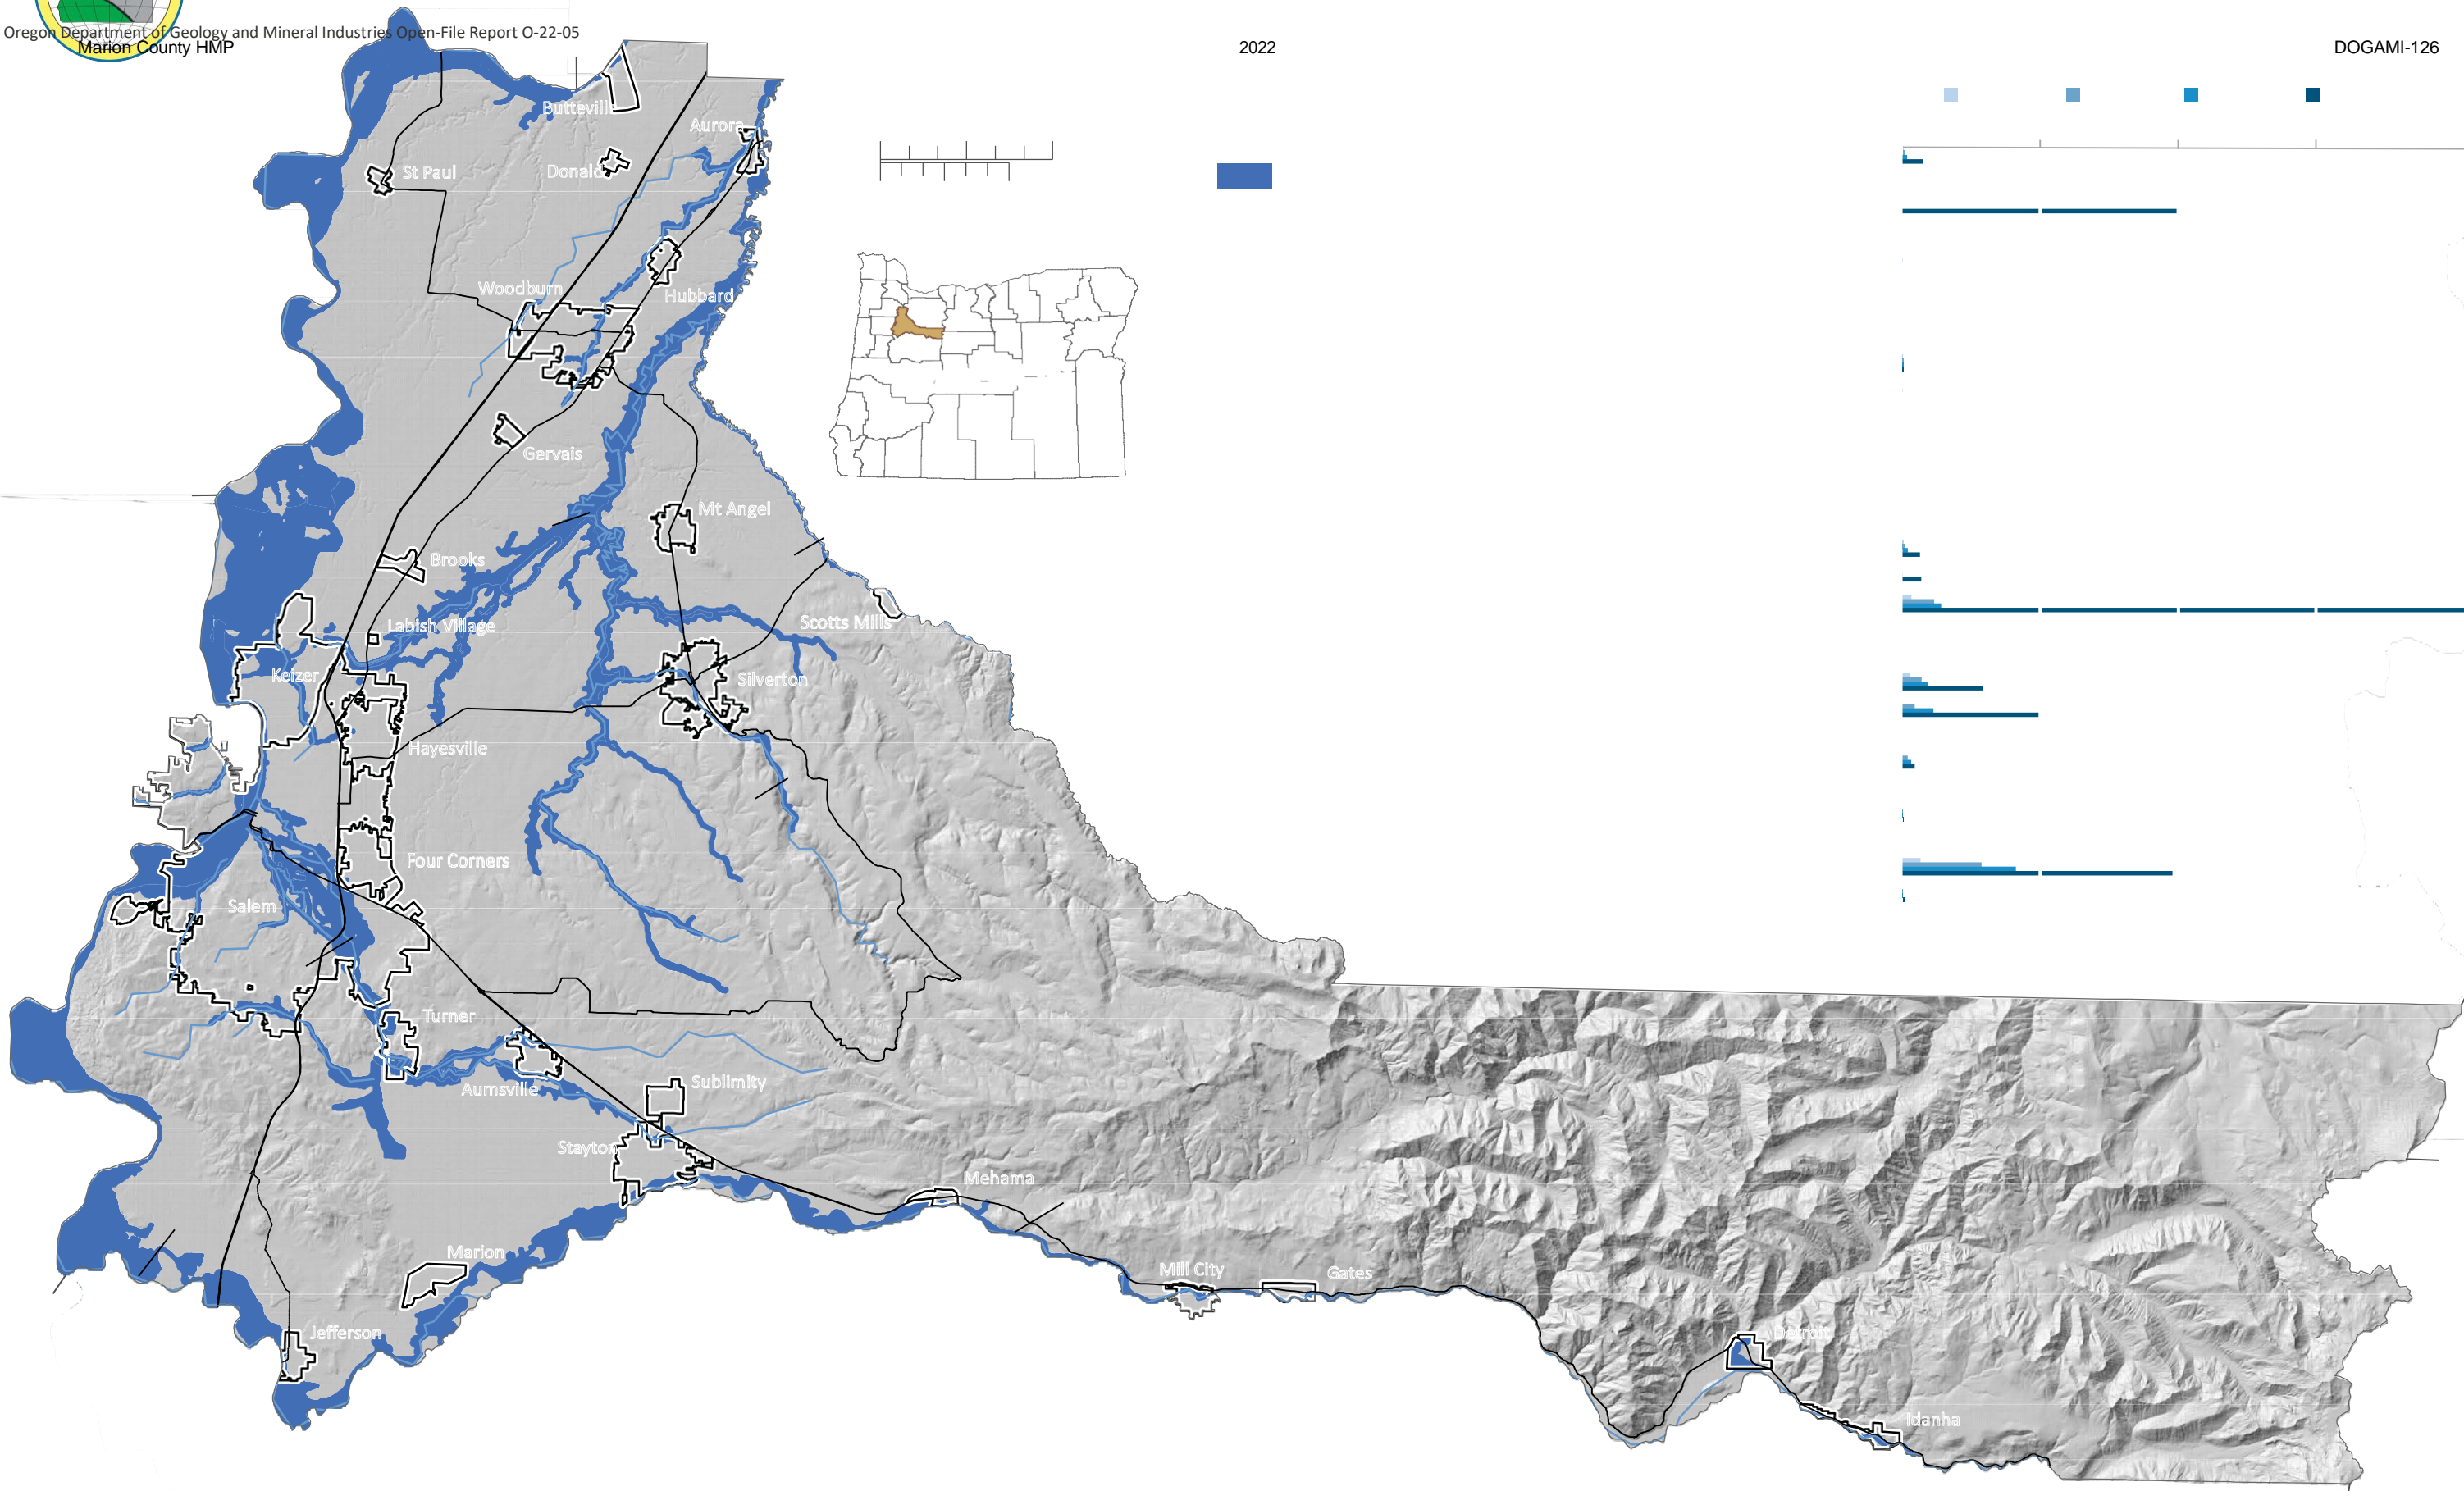 Oregon Department of Geology and Mineral Industries Open-File Report O-22-05
Marion County HMP
2022
DOGAMI-126
Butteville
Aurora
St Paul
Donald
Woodburn
Hubbard
Gervais
Mt Angel
Brooks
Scotts Mills
Labish Village
Keizer
Silverton
Hayesville
Four Corners
Salem
Turner
Aumsville
Sublimity
Stayton
Mehama
Marion
Mill City
Gates
Jefferson
Detroit
Idanha